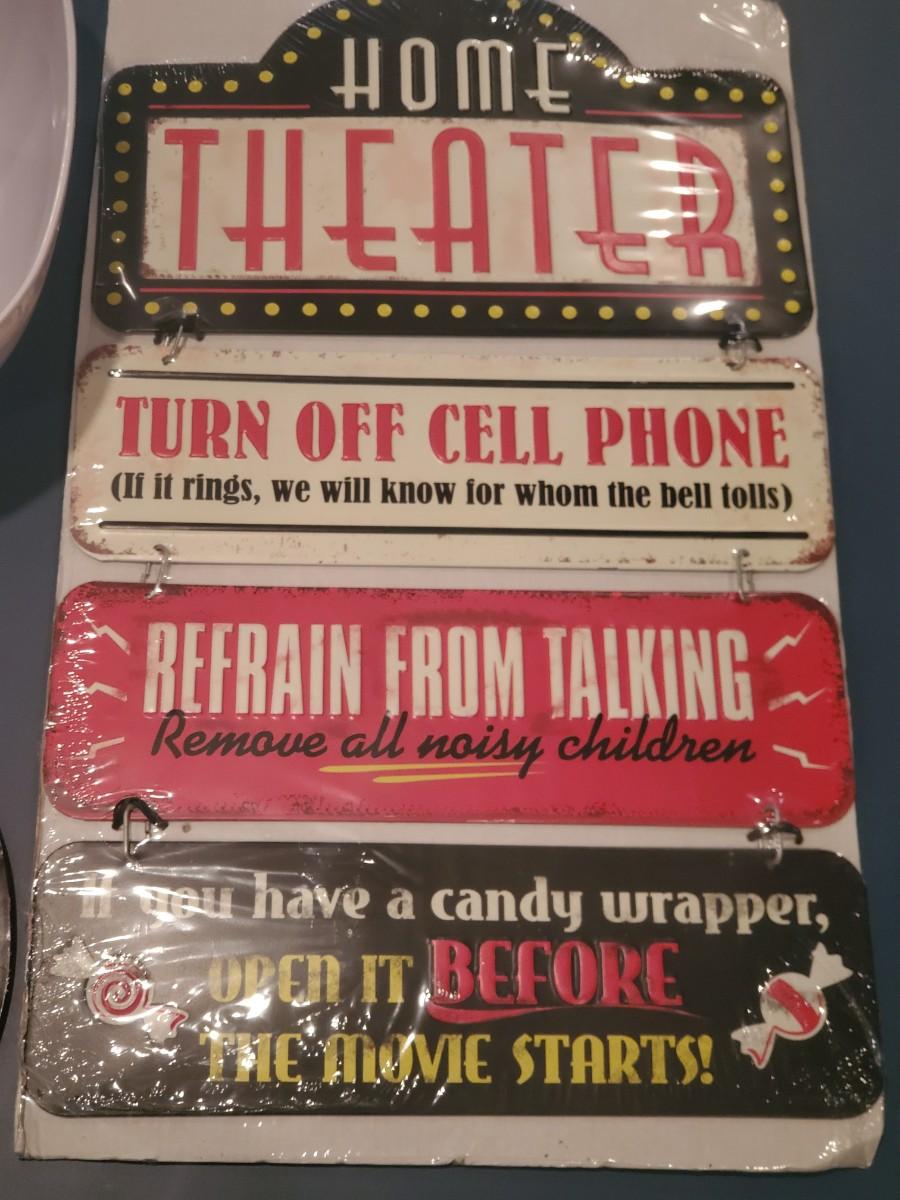 HOME
THEATER
TURN OFF CELL PHONE
(If it rings, we will know for whom the bell tolls)
REFRAIN FROM TALKING
Remove all noisy children
If you have a candy wrapper,
OPEN IT BEFORE
THE MOVIE STARTS!